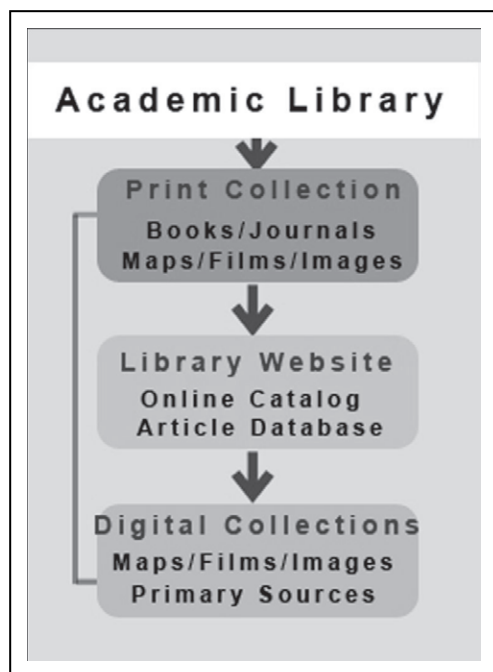 Academic Library
Print Collection
Books/Journals
Maps/Films/Images
Library Website
Online Catalog
Article Database
Digital Collections
Maps/Films/Images
Primary Sources